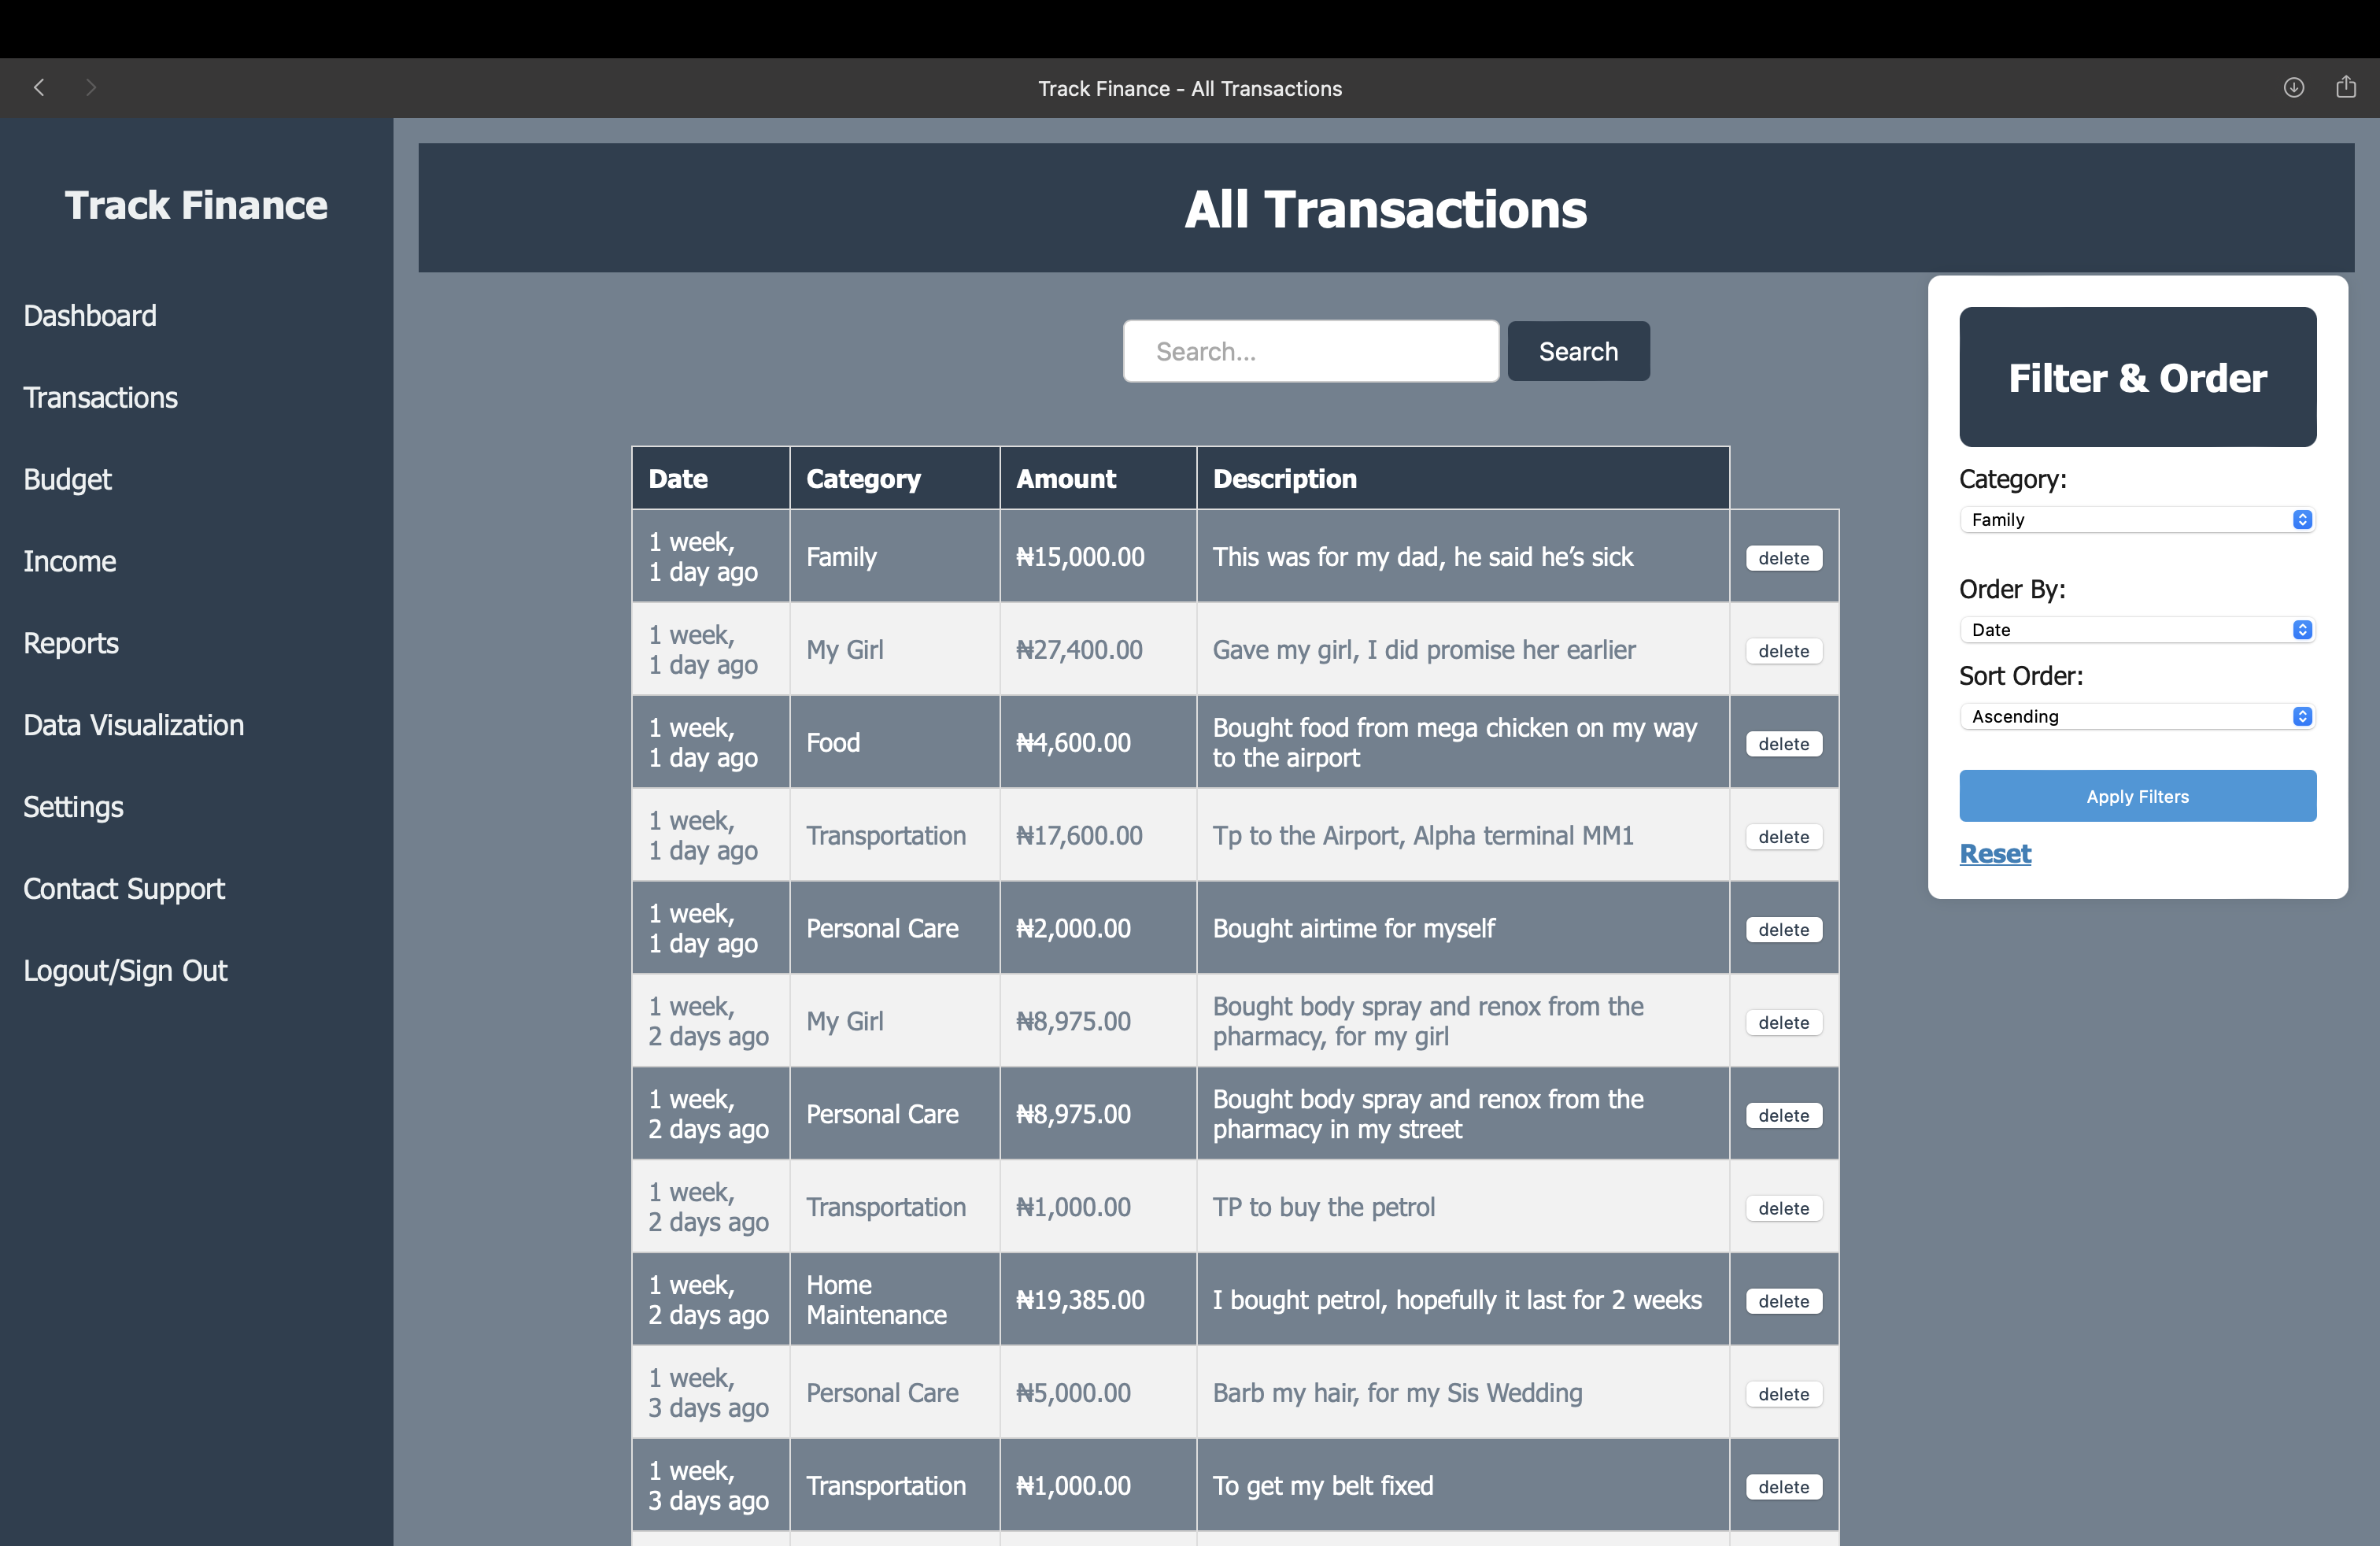 Track Finance - All Transactions
Track Finance
Dashboard
Transactions
Budget
Income
Reports
Data Visualization
Settings
Contact Support
Logout/Sign Out
All Transactions
Search...
Search
Date Category Amount Description
1 week,
1 day ago
Family
₦15,000.00
This was for my dad, he said he’s sick
delete
1 week,
1 day ago
My Girl
₦27,400.00
Gave my girl, I did promise her earlier
delete
1 week,
1 day ago
Food
₦4,600.00
Bought food from mega chicken on my way
to the airport
delete
1 week,
1 day ago
Transportation
₦17,600.00
Tp to the Airport, Alpha terminal MM1
delete
1 week,
1 day ago
Personal Care
₦2,000.00
Bought airtime for myself
delete
1 week,
2 days ago
My Girl
₦8,975.00
Bought body spray and renox from the
pharmacy, for my girl
delete
1 week,
2 days ago
Personal Care
₦8,975.00
Bought body spray and renox from the
pharmacy in my street
delete
1 week,
2 days ago
Transportation
₦1,000.00
TP to buy the petrol
delete
1 week,
2 days ago
Home
Maintenance
₦19,385.00
I bought petrol, hopefully it last for 2 weeks
delete
1 week,
3 days ago
Personal Care
₦5,000.00
Barb my hair, for my Sis Wedding
delete
1 week,
3 days ago
Transportation
₦1,000.00
To get my belt fixed
delete
Filter & Order
Category:
Family
Order By:
Date
Sort Order:
Ascending
Apply Filters
Reset